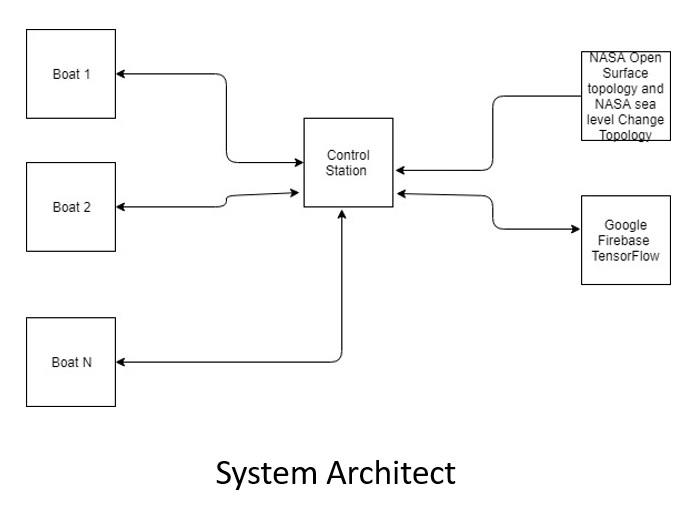 Boat 1
Boat 2
Boat N
Control
Station
NASA Open
Surface
topology and
NASA sea
level Change
Topology
Google
Firebase
TensorFlow
System Architect